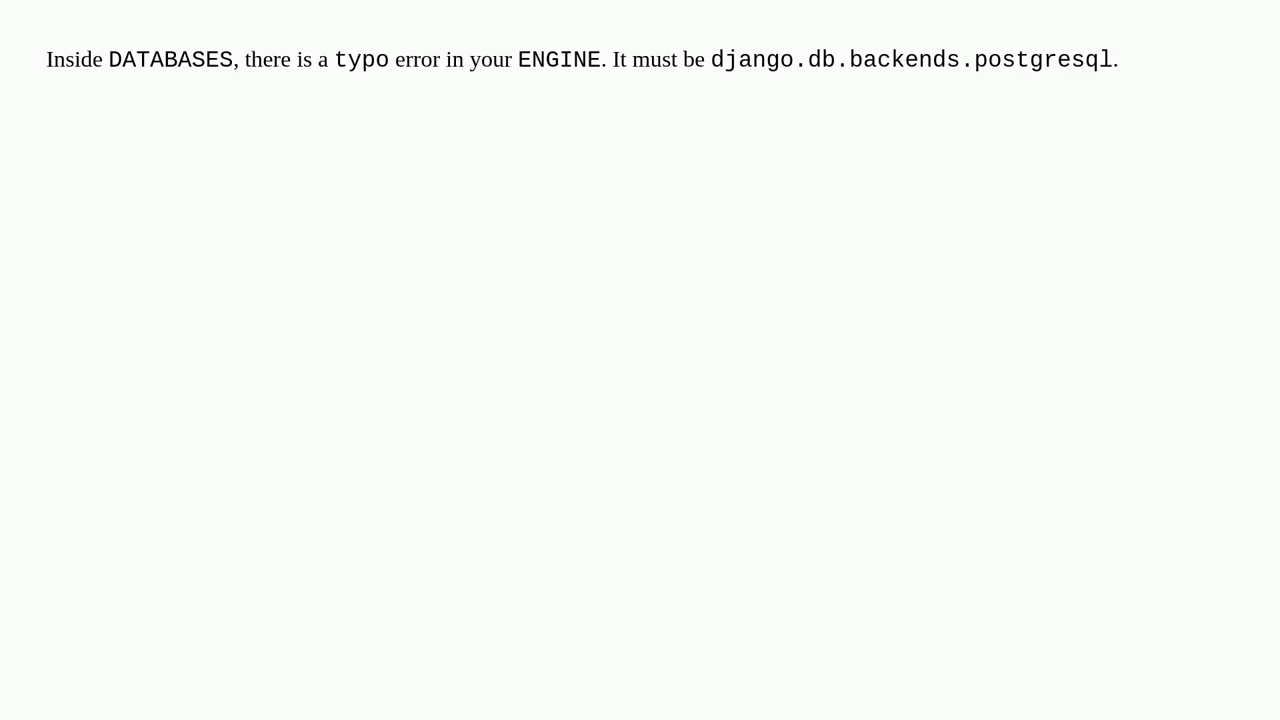 Inside DATABASES, there is a typo error in your ENGINE. It must be django.db.backends.postgresql.